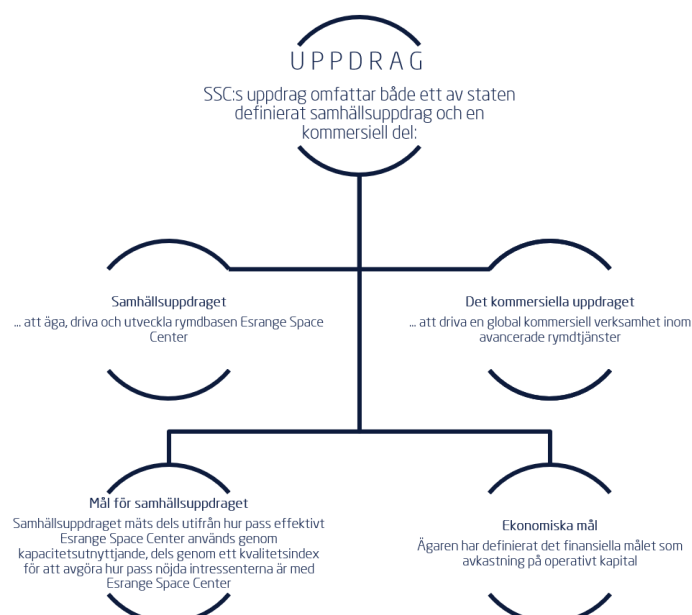 UPPDRAG
SSC:s uppdrag omfattar både ett av staten
definierat samhällsuppdrag och en
kommersiell del:
Samhällsuppdraget
... att äga, driva och utveckla rymdbasen Esrange Space
Center
Det kommersiella uppdraget
... att driva en global kommersiell verksamhet inom
avancerade rymdtjänster
Mål för samhällsuppdraget
Samhällsuppdraget mäts dels utifrån hur pass effektivt
Esrange Space Center används genom
kapacitetsutnyttjande, dels genom ett kvalitetsindex
för att avgöra hur pass nöjda intressenterna är med
Esrange Space Center
Ekonomiska mål
Ägaren har definierat det finansiella målet som
avkastning på operativt kapital